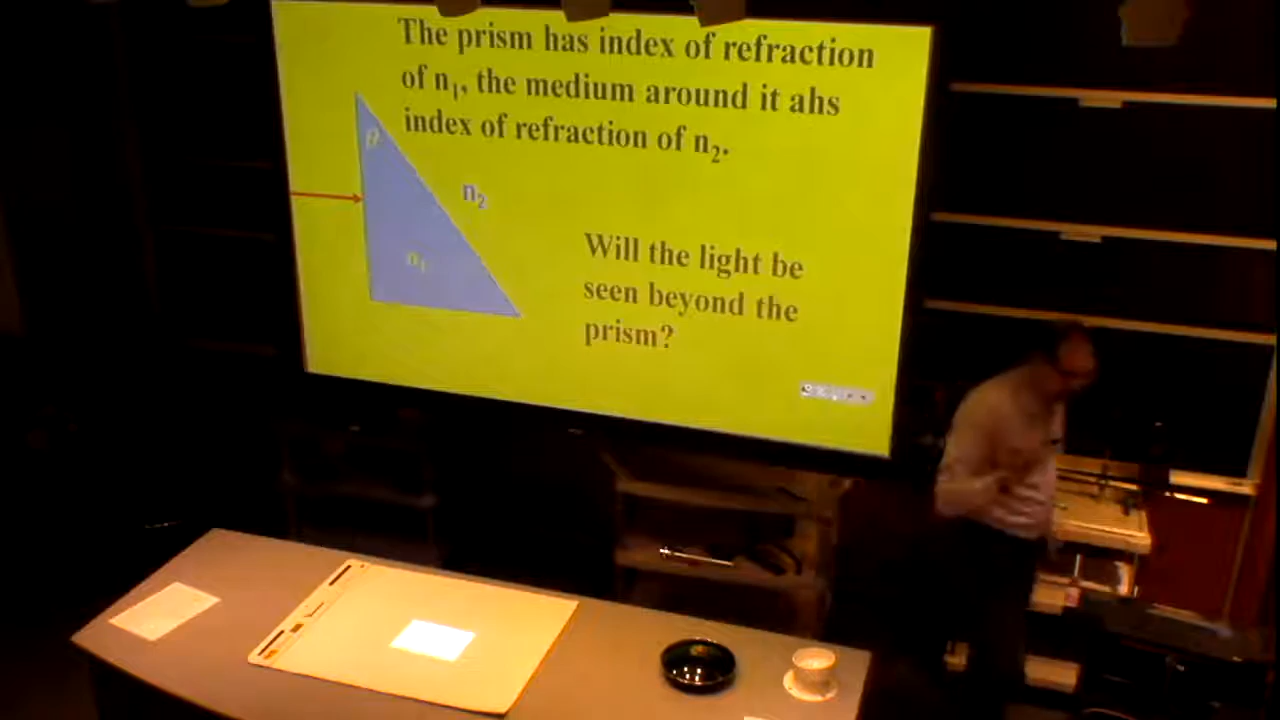 The prism has index of refraction
of n₁, the medium around it ahs
index of refraction of n₂.
n₂
n₁
Will the light be
seen beyond the
prism?